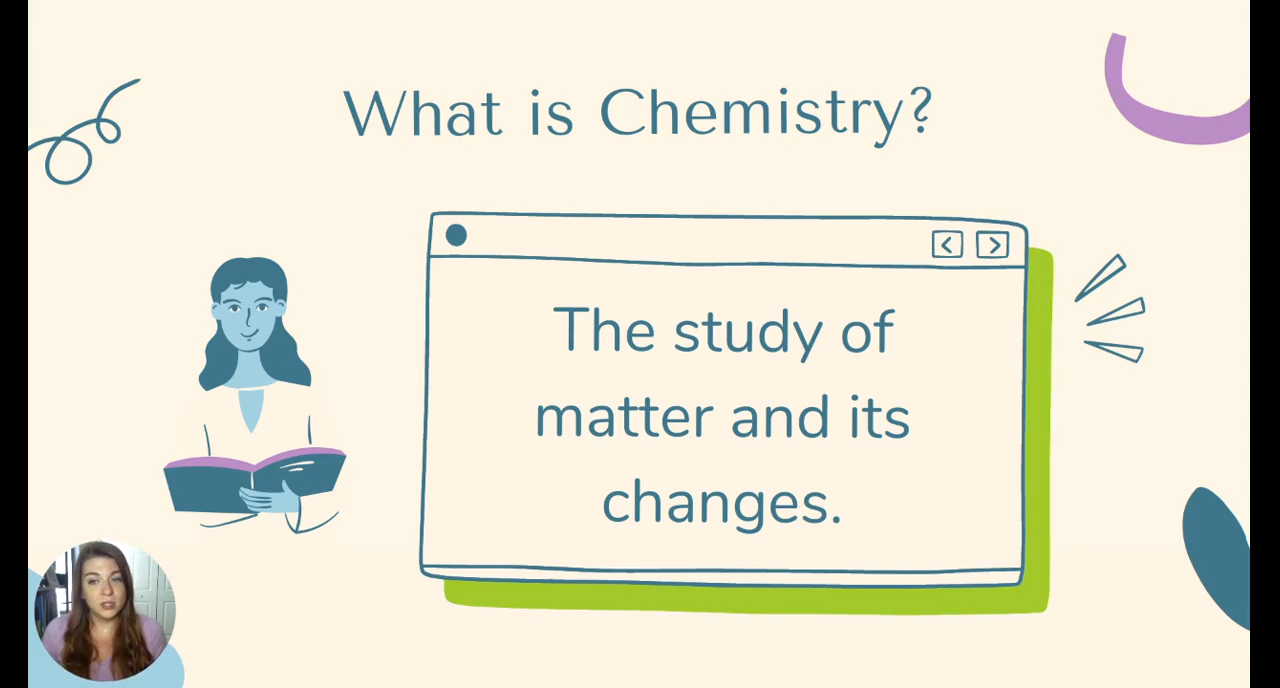 What is Chemistry?
The study of
matter and its
changes.